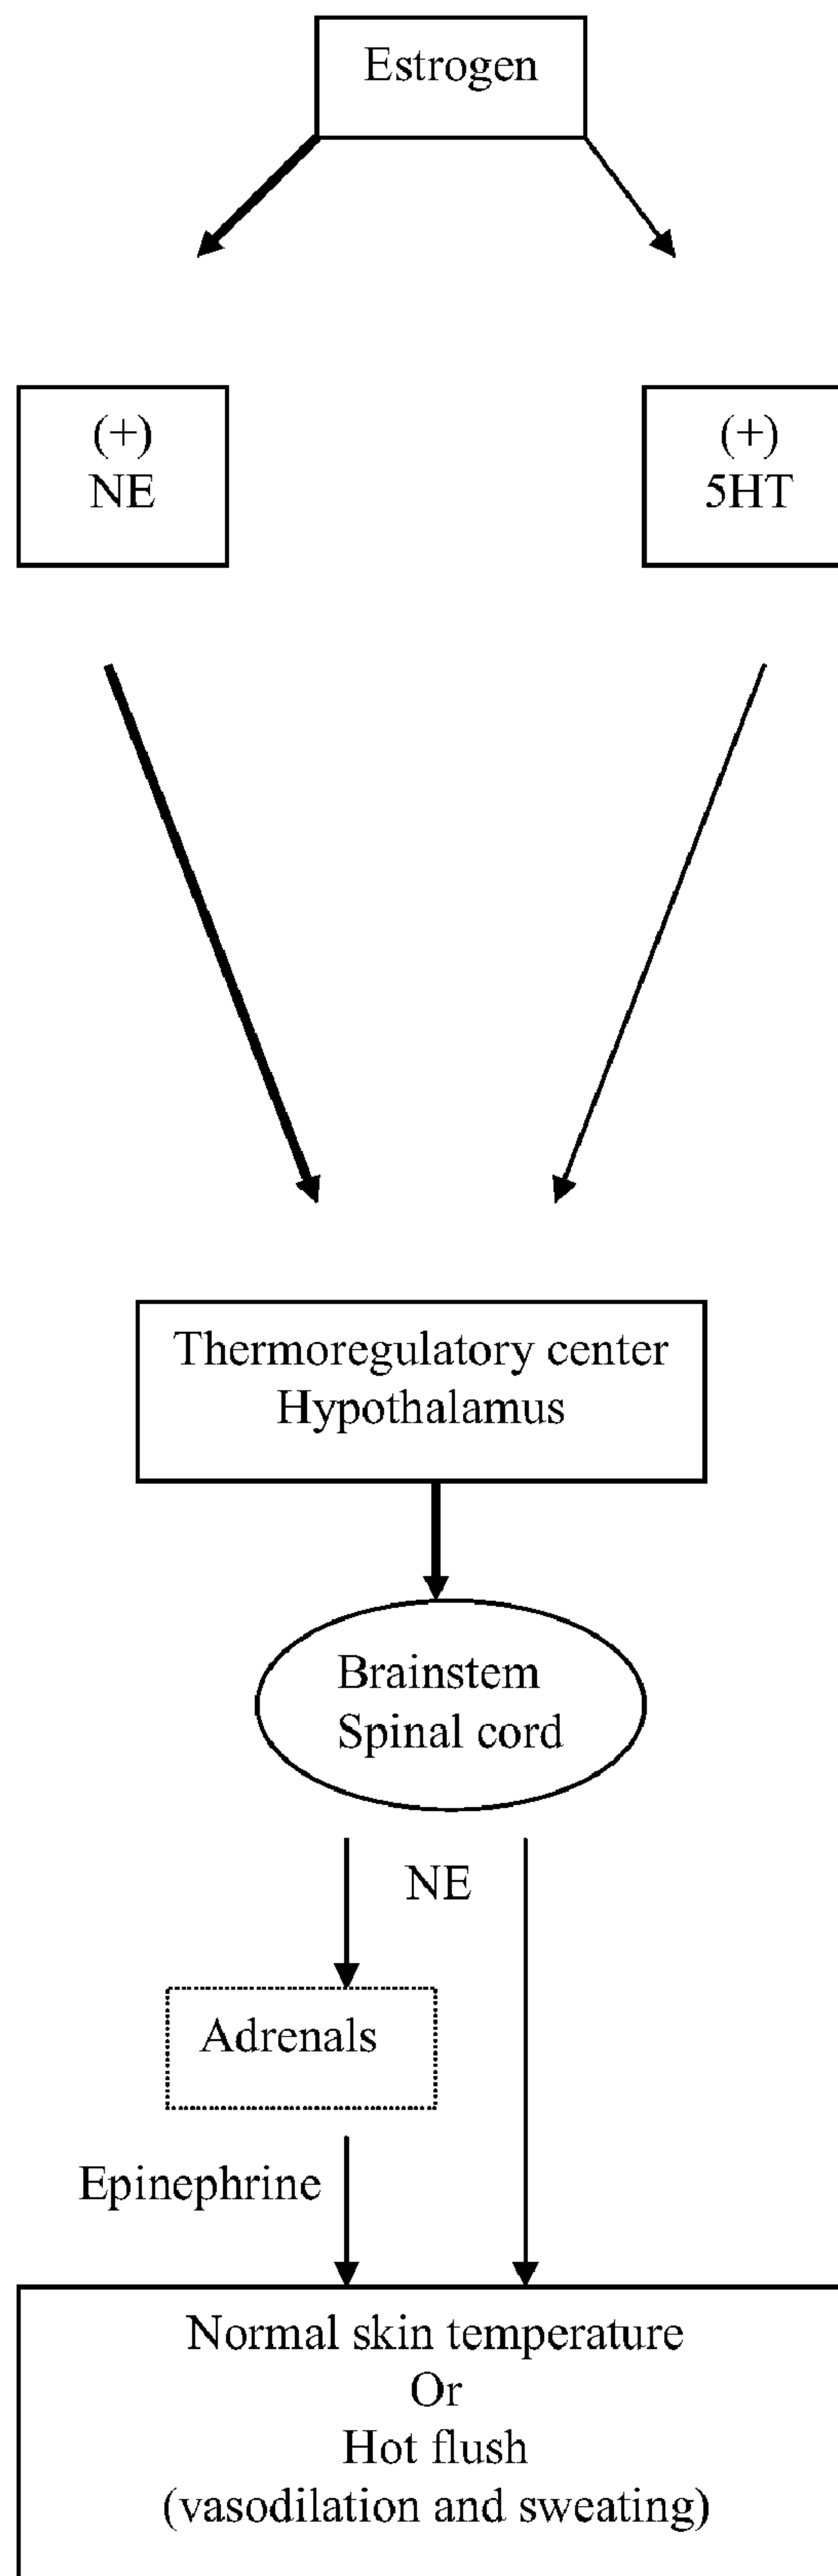 Estrogen
(+)
NE
(+)
5HT
Thermoregulatory center
Hypothalamus
Brainstem
Spinal cord
NE
Adrenals
Epinephrine
Normal skin temperature
Or
Hot flush
(vasodilation and sweating)